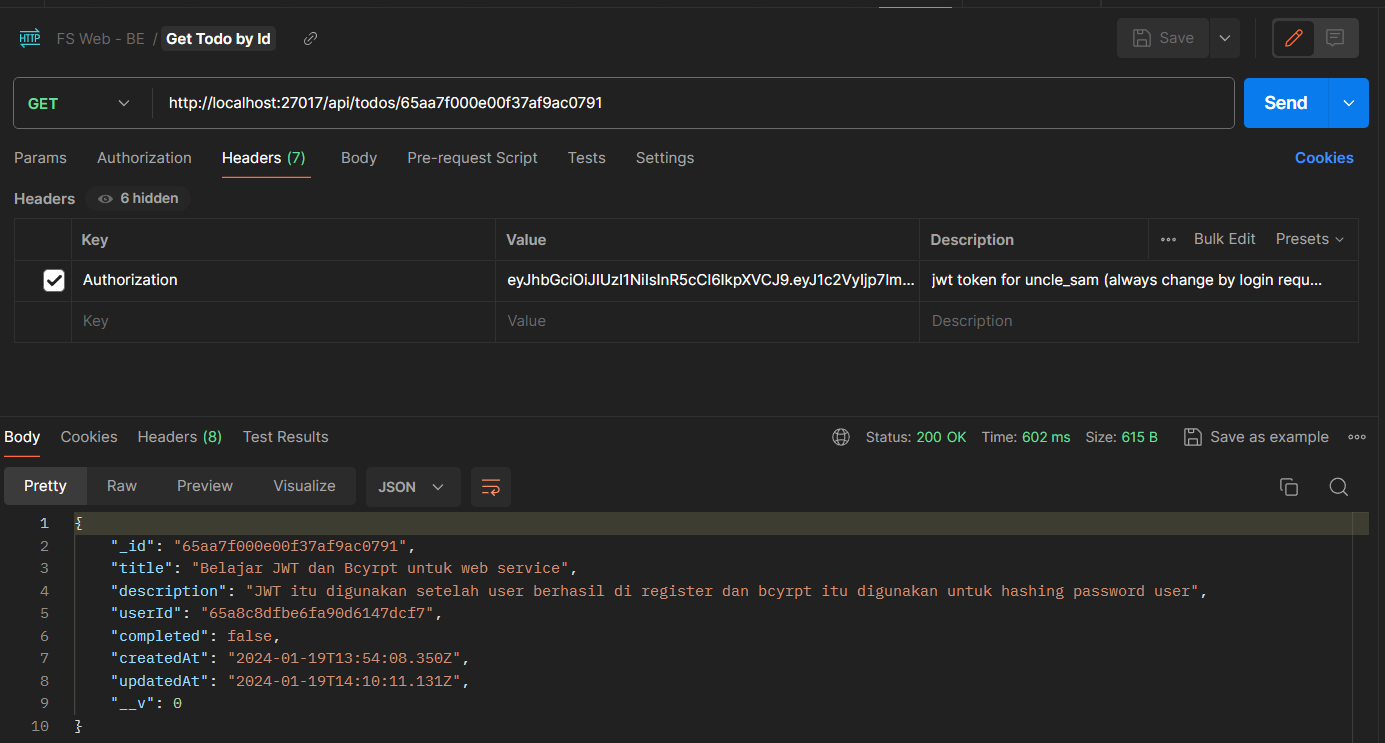 HTTP FS Web - BE / Get Todo by Id Save
GET http://localhost:27017/api/todos/65aa7f000e00f37af9ac0791 Send
Params Authorization Headers (7) Body Pre-request Script Tests Settings Cookies
Headers 6 hidden
Key Value Description Bulk Edit Presets
Authorization eyJhbGciOiJIUzI1NiIsInR5cCI6IkpXVCJ9.eyJ1c2VyIjp7Im... jwt token for uncle_sam (always change by login requ...
Key Value Description
Body Cookies Headers (8) Test Results Status: 200 OK Time: 602 ms Size: 615 B Save as example
Pretty Raw Preview Visualize JSON
1 {
2 "_id": "65aa7f000e00f37af9ac0791",
3 "title": "Belajar JWT dan Bcyrpt untuk web service",
4 "description": "JWT itu digunakan setelah user berhasil di register dan bcyrpt itu digunakan untuk hashing password user",
5 "userId": "65a8c8dfbe6fa90d6147dcf7",
6 "completed": false,
7 "createdAt": "2024-01-19T13:54:08.350Z",
8 "updatedAt": "2024-01-19T14:10:11.131Z",
9 "__v": 0
10 }